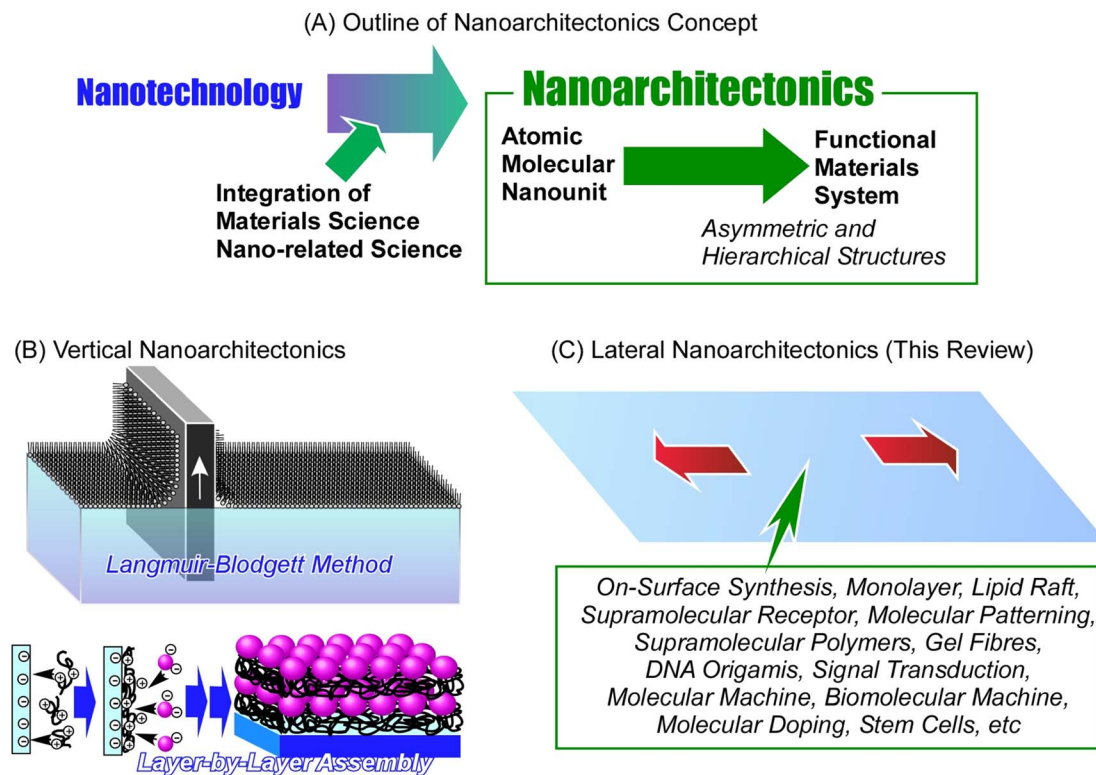 (A) Outline of Nanoarchitectonics Concept
Nanotechnology
Integration of
Materials Science
Nano-related Science
Nanoarchitectonics
Atomic
Molecular
Nanounit
Functional
Materials
System
Asymmetric and
Hierarchical Structures
(B) Vertical Nanoarchitectonics
Langmuir-Blodgett Method
Layer-by-Layer Assembly
(C) Lateral Nanoarchitectonics (This Review)
On-Surface Synthesis, Monolayer, Lipid Raft,
Supramolecular Receptor, Molecular Patterning,
Supramolecular Polymers, Gel Fibres,
DNA Origamis, Signal Transduction,
Molecular Machine, Biomolecular Machine,
Molecular Doping, Stem Cells, etc